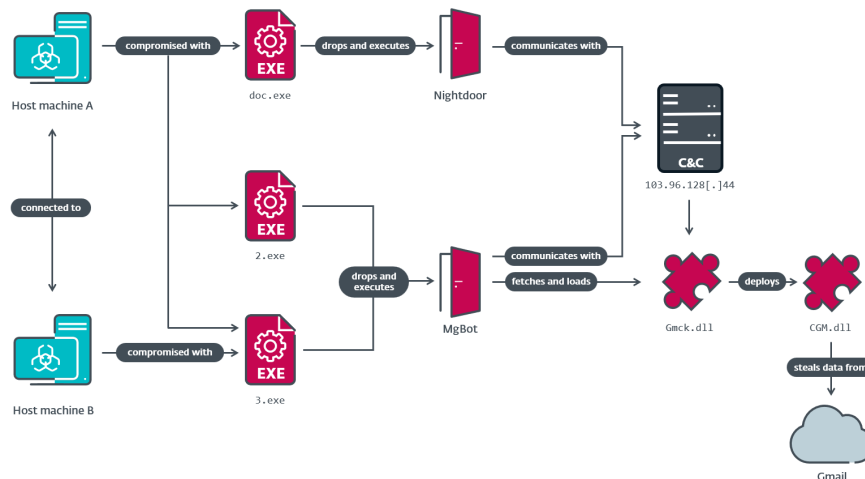 compromised with
EXE
drops and executes
communicates with
Host machine A
doc.exe
Nightdoor
C&C
103.96.128[.]44
connected to
EXE
2.exe
drops and
executes
communicates with
fetches and loads
deploys
MgBot
Gmck.dll
CGM.dll
compromised with
EXE
steals data from
Host machine B
3.exe
Gmail